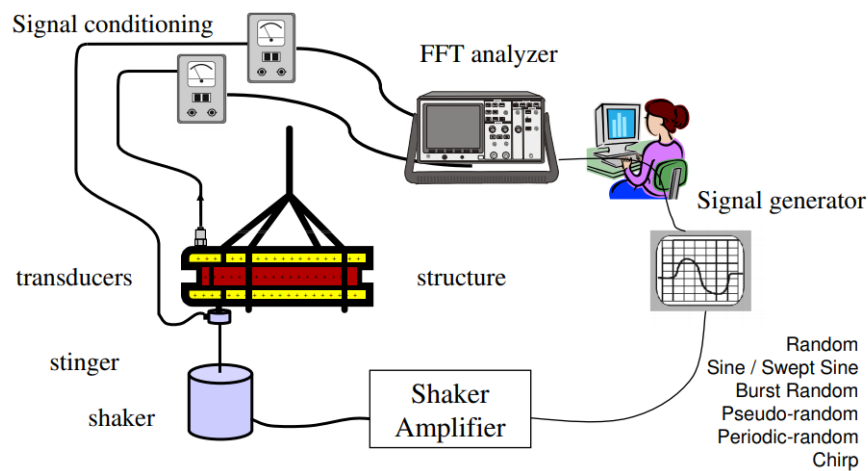 Signal conditioning
FFT analyzer
Signal generator
transducers
structure
stinger
shaker
Shaker
Amplifier
Random
Sine / Swept Sine
Burst Random
Pseudo-random
Periodic-random
Chirp